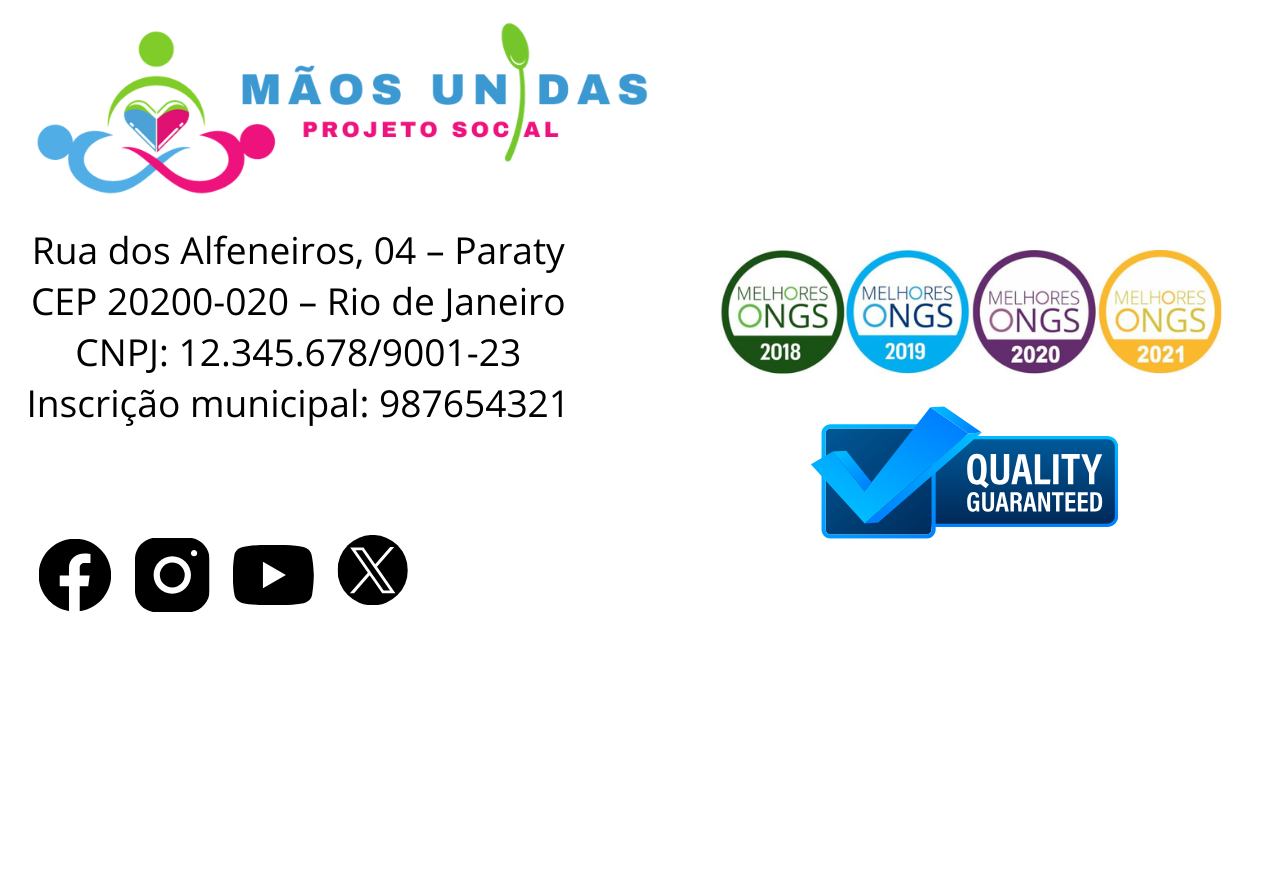 MÃOS UNIDAS
PROJETO SOCIAL
Rua dos Alfeneiros, 04 – Paraty
CEP 20200-020 – Rio de Janeiro
CNPJ: 12.345.678/9001-23
Inscrição municipal: 987654321
MELHORES
ONGS
2018
MELHORES
ONGS
2019
MELHORES
ONGS
2020
MELHORES
ONGS
2021
QUALITY
GUARANTEED